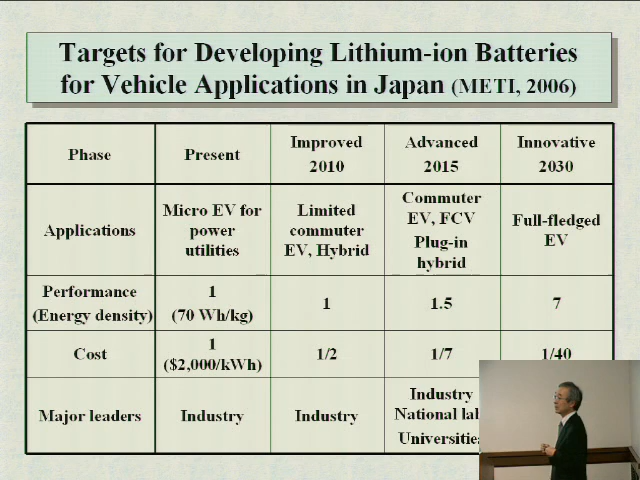 Targets for Developing Lithium-ion Batteries
for Vehicle Applications in Japan (METI, 2006)
Phase
Present
Improved
2010
Advanced
2015
Innovative
2030
Applications
Micro EV for
power
utilities
Limited
commuter
EV, Hybrid
Commuter
EV, FCV
Plug-in
hybrid
Full-fledged
EV
Performance
(Energy density)
1
(70 Wh/kg)
1
1.5
7
Cost
1
($2,000/kWh)
1/2
1/7
1/40
Major leaders
Industry
Industry
Industry
National